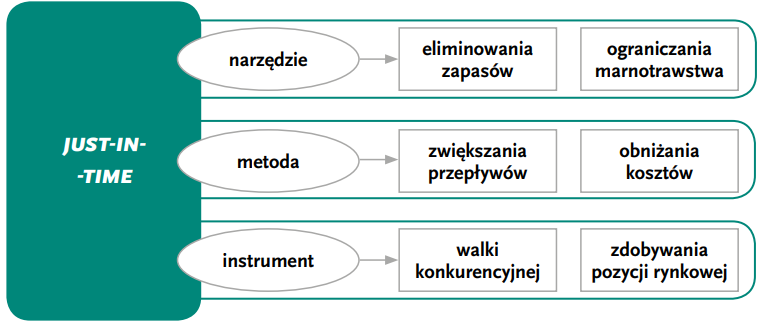 JUST-IN-
-TIME
narzędzie
eliminowania
zapasów
ograniczania
marnotrawstwa
metoda
zwiększania
przepływów
obniżania
kosztów
instrument
walki
konkurencyjnej
zdobywania
pozycji rynkowej